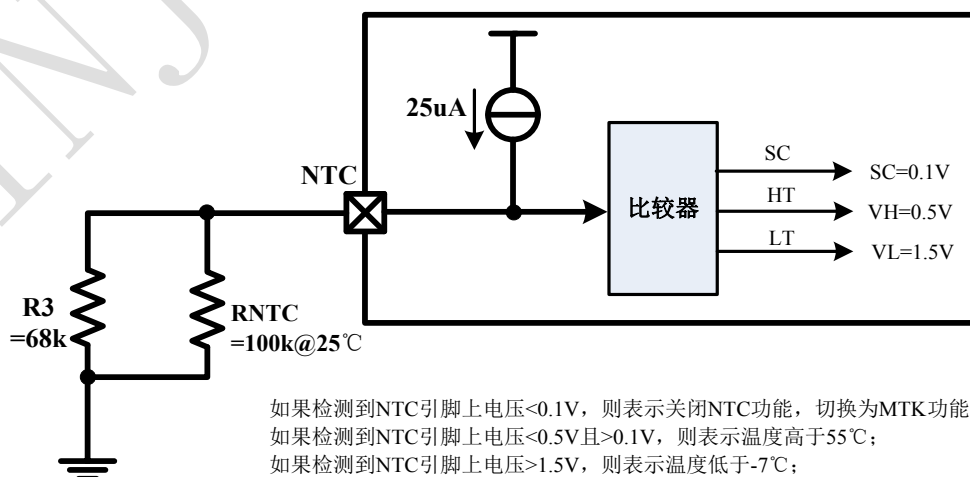 25uA
NTC
SC
SC=0.1V
HT
VH=0.5V
比较器
LT
VL=1.5V
R3
=68k
RNTC
=100k@25℃
如果检测到NTC引脚上电压<0.1V，则表示关闭NTC功能，切换为MTK功能
如果检测到NTC引脚上电压<0.5V且>0.1V，则表示温度高于55℃；
如果检测到NTC引脚上电压>1.5V，则表示温度低于-7℃；